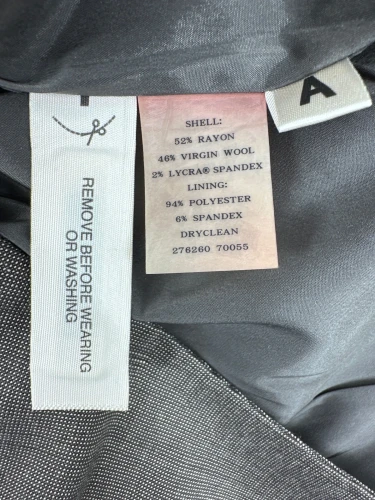 SHELL:
52% RAYON
46% VIRGIN WOOL
2% LYCRA® SPANDEX
LINING:
94% POLYESTER
6% SPANDEX
DRYCLEAN
276260 70055
REMOVE BEFORE WEARING
OR WASHING
A